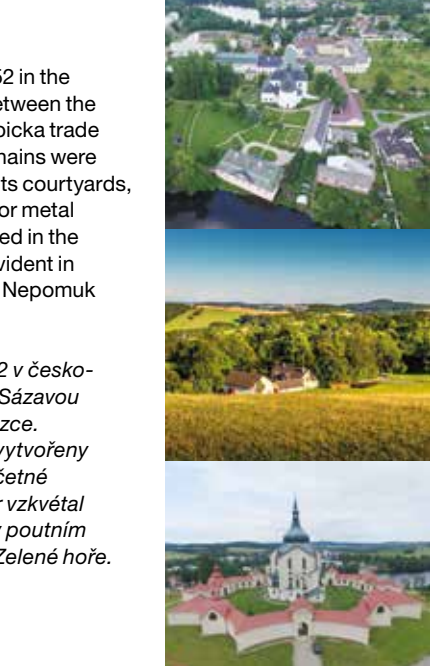 52 in the
etween the
bicka trade
nains were
ts courtyards,
or metal
ed in the
vident in
Nepomuk
2 v česko-
Sázavou
zce.
vytvořeny
četné
r vzkvétal
v poutním
Zelené hoře.